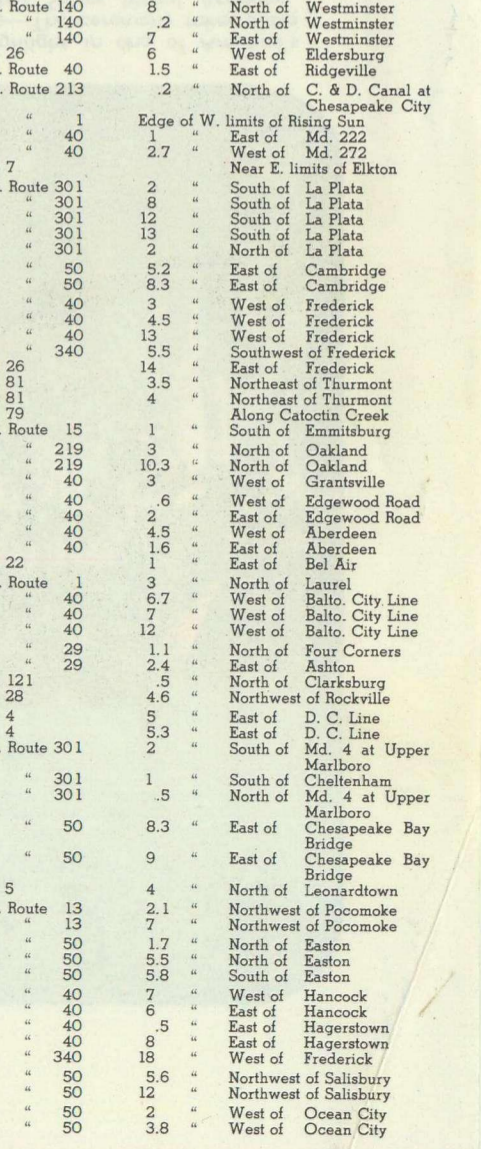 . Route 140 8 " North of Westminster
" 140 .2 " North of Westminster
" 140 7 " East of Westminster
26 6 " West of Eldersburg
. Route 40 1.5 " East of Ridgeville
. Route 213 .2 " North of C. & D. Canal at
Chesapeake City
" 1 Edge of W. limits of Rising Sun
" 40 1 " East of Md. 222
" 40 2.7 " West of Md. 272
7 Near E. limits of Elkton
. Route 301 2 " South of La Plata
" 301 8 " South of La Plata
" 301 12 " South of La Plata
" 301 13 " South of La Plata
" 301 2 " North of La Plata
" 50 5.2 " East of Cambridge
" 50 8.3 " East of Cambridge
" 40 3 " West of Frederick
" 40 4.5 " West of Frederick
" 40 13 " West of Frederick
" 340 5.5 " Southwest of Frederick
26 14 " East of Frederick
81 3.5 " Northeast of Thurmont
81 4 " Northeast of Thurmont
79 Along Catoctin Creek
. Route 15 1 " South of Emmitsburg
" 219 3 " North of Oakland
" 219 10.3 " North of Oakland
" 40 3 " West of Grantsville
" 40 .6 " West of Edgewood Road
" 40 2 " East of Edgewood Road
" 40 4.5 " West of Aberdeen
" 40 1.6 " East of Aberdeen
22 1 " East of Bel Air
. Route 1 3 " North of Laurel
" 40 6.7 " West of Balto. City Line
" 40 7 " West of Balto. City Line
" 40 12 " West of Balto. City Line
" 29 1.1 " North of Four Corners
" 29 2.4 " East of Ashton
121 .5 " North of Clarksburg
28 4.6 " Northwest of Rockville
4 5 " East of D. C. Line
4 5.3 " East of D. C. Line
. Route 301 2 " South of Md. 4 at Upper
Marlboro
" 301 1 " South of Cheltenham
" 301 .5 " North of Md. 4 at Upper
Marlboro
" 50 8.3 " East of Chesapeake Bay
Bridge
" 50 9 " East of Chesapeake Bay
Bridge
5 4 " North of Leonardtown
. Route 13 2.1 " Northwest of Pocomoke
" 13 7 " Northwest of Pocomoke
" 50 1.7 " North of Easton
" 50 5.5 " North of Easton
" 50 5.8 " South of Easton
" 40 7 " West of Hancock
" 40 6 " East of Hancock
" 40 .5 " East of Hagerstown
" 40 8 " East of Hagerstown
" 340 18 " West of Frederick
" 50 5.6 " Northwest of Salisbury
" 50 12 " Northwest of Salisbury
" 50 2 " West of Ocean City
" 50 3.8 " West of Ocean City